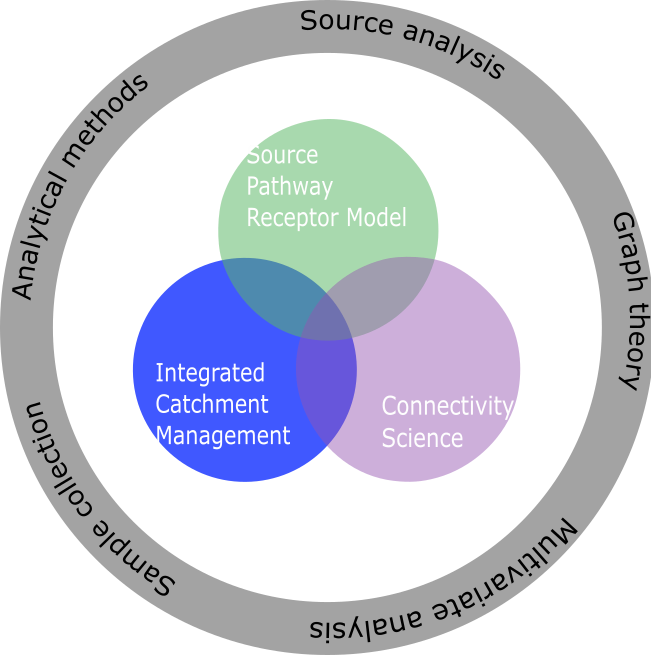 Source analysis
Analytical methods
Source
Pathway
Receptor Model
Graph theory
Integrated
Catchment
Management
Connectivity
Science
Sample collection
Multivariate analysis